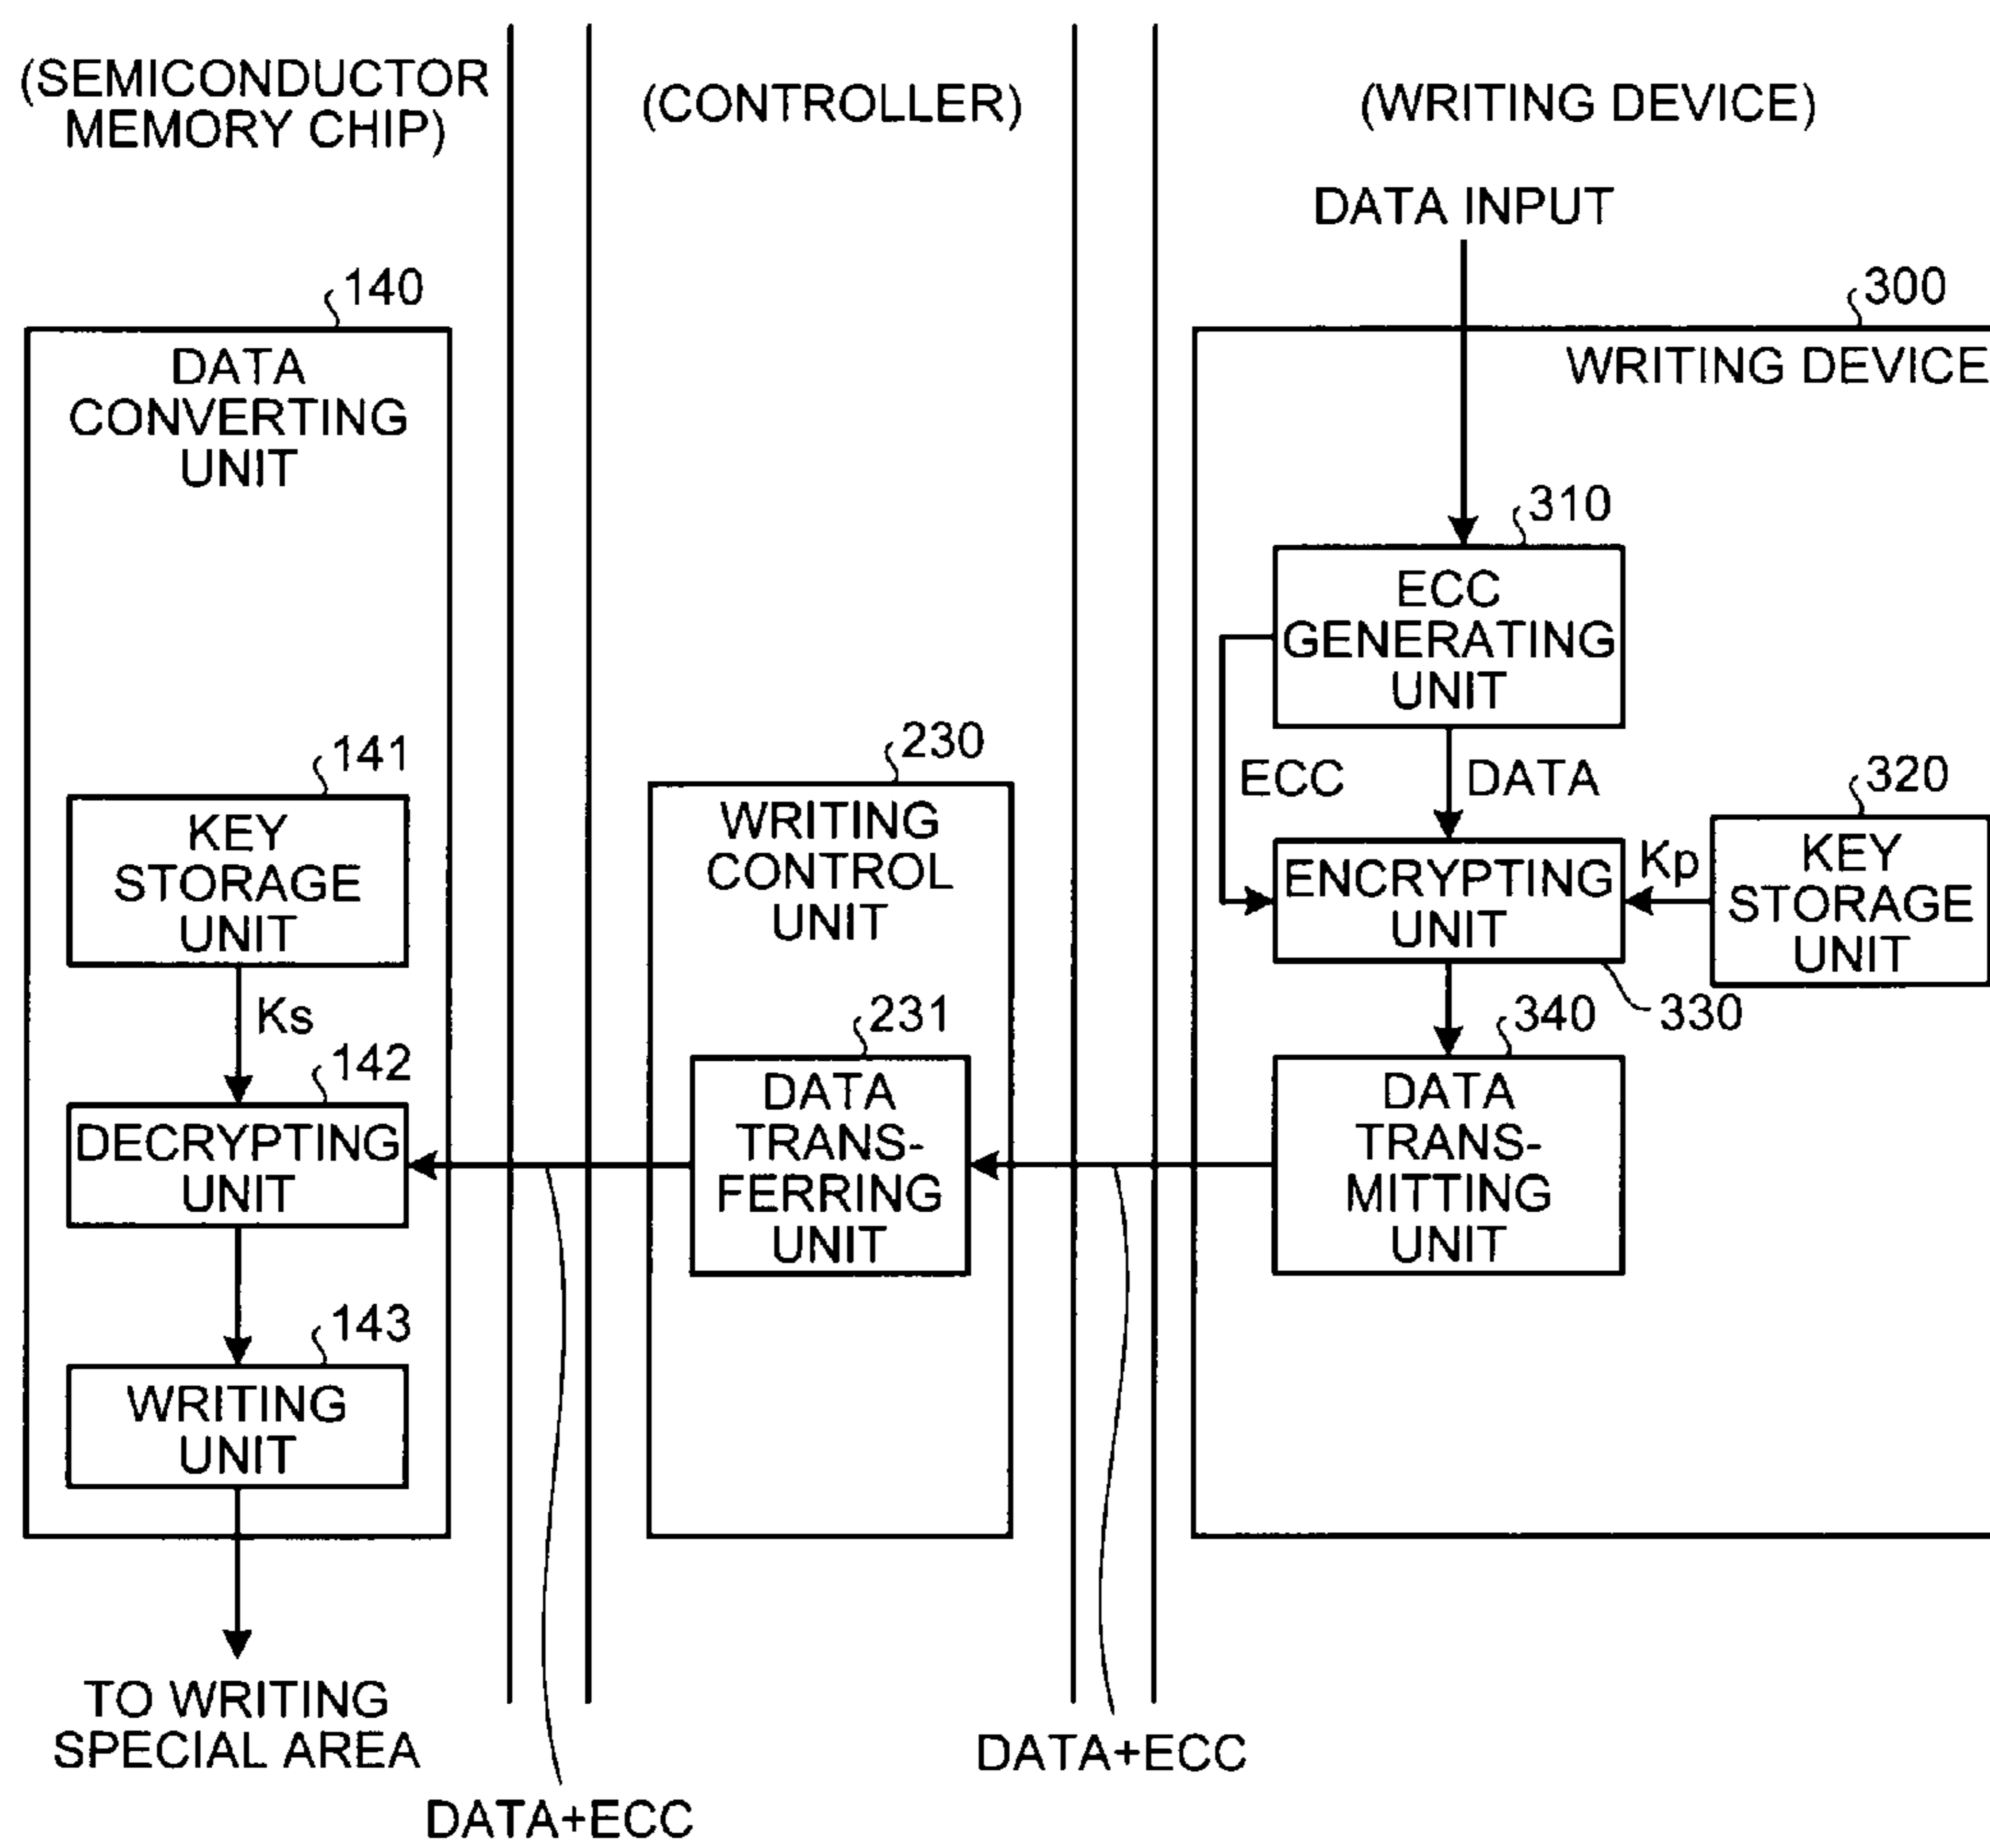 (SEMICONDUCTOR
MEMORY CHIP)
(CONTROLLER)
(WRITING DEVICE)
DATA INPUT
140
300
DATA
CONVERTING
UNIT
WRITING DEVICE
310
ECC
GENERATING
UNIT
141
230
ECC
DATA
320
KEY
STORAGE
UNIT
WRITING
CONTROL
UNIT
ENCRYPTING
UNIT
Kp
KEY
STORAGE
UNIT
Ks
231
340
330
142
DECRYPTING
UNIT
DATA
TRANS-
FERRING
UNIT
DATA
TRANS-
MITTING
UNIT
143
WRITING
UNIT
TO WRITING
SPECIAL AREA
DATA+ECC
DATA+ECC